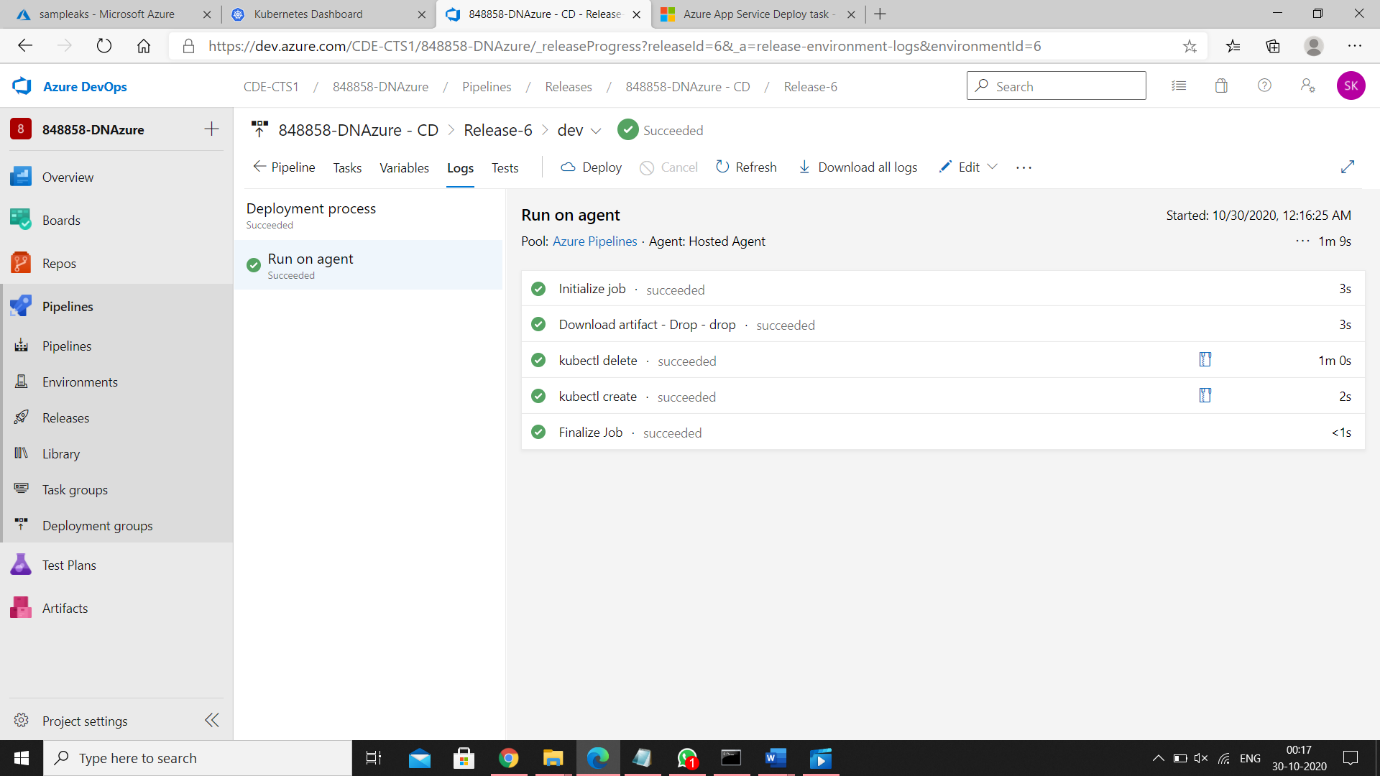 sampleaks - Microsoft Azure
Kubernetes Dashboard
848858-DNAzure - CD - Release
Azure App Service Deploy task -
https://dev.azure.com/CDE-CTS1/848858-DNAzure/_releaseProgress?releaseId=6&_a=release-environment-logs&environmentId=6
Azure DevOps
CDE-CTS1 / 848858-DNAzure / Pipelines / Releases / 848858-DNAzure - CD / Release-6
Search
SK
8 848858-DNAzure
Overview
Boards
Repos
Pipelines
Pipelines
Environments
Releases
Library
Task groups
Deployment groups
Test Plans
Artifacts
Project settings
848858-DNAzure - CD > Release-6 > dev Succeeded
Pipeline Tasks Variables Logs Tests Deploy Cancel Refresh Download all logs Edit ...
Deployment process
Succeeded
Run on agent
Succeeded
Run on agent
Started: 10/30/2020, 12:16:25 AM
Pool: Azure Pipelines · Agent: Hosted Agent
... 1m 9s
Initialize job · succeeded 3s
Download artifact - Drop - drop · succeeded 3s
kubectl delete · succeeded 1m 0s
kubectl create · succeeded 2s
Finalize Job · succeeded <1s
Type here to search
1
ENG
00:17
30-10-2020